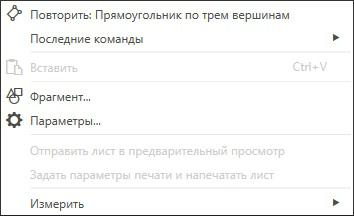 Повторить: Прямоугольник по трем вершинам
Последние команды
Вставить Ctrl+V
Фрагмент...
Параметры...
Отправить лист в предварительный просмотр
Задать параметры печати и напечатать лист
Измерить